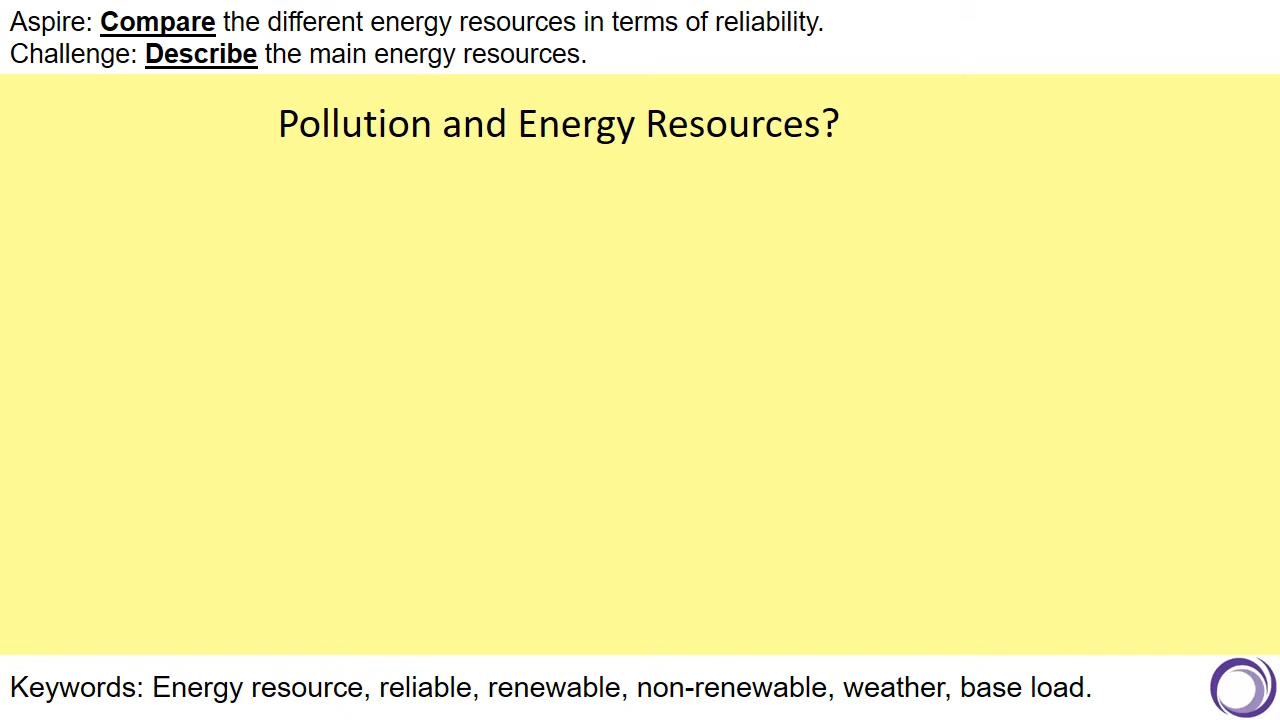 Aspire: Compare the different energy resources in terms of reliability.
Challenge: Describe the main energy resources.
Pollution and Energy Resources?
Keywords: Energy resource, reliable, renewable, non-renewable, weather, base load.